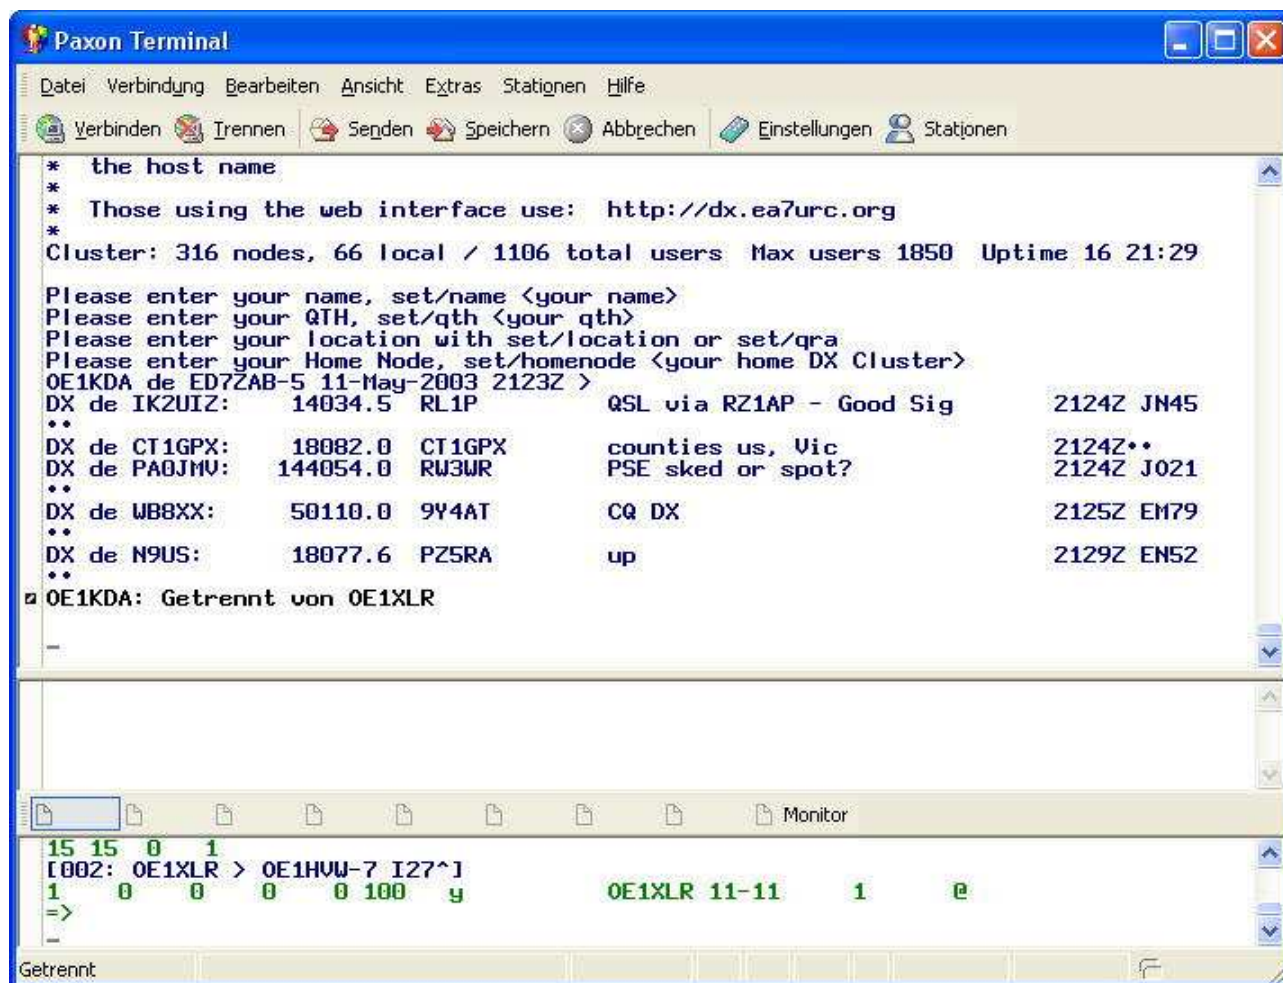 Paxon Terminal
Datei Verbindung Bearbeiten Ansicht Extras Stationen Hilfe
Verbinden Trennen Senden Speichern Abbrechen Einstellungen Stationen
* the host name
*
* Those using the web interface use: http://dx.ea7urc.org
*
Cluster: 316 nodes, 66 local / 1106 total users Max users 1850 Uptime 16 21:29
Please enter your name, set/name <your name>
Please enter your QTH, set/qth <your qth>
Please enter your location with set/location or set/qra
Please enter your Home Node, set/homenode <your home DX Cluster>
OE1KDA de ED7ZAB-5 11-May-2003 2123Z >
DX de IK2UIZ: 14034.5 RL1P QSL via RZ1AP - Good Sig 2124Z JN45
••
DX de CT1GPX: 18082.0 CT1GPX counties us, Vic 2124Z••
DX de PA0JMV: 144054.0 RW3WR PSE sked or spot? 2124Z JO21
••
DX de WB8XX: 50110.0 9Y4AT CQ DX 2125Z EM79
••
DX de N9US: 18077.6 PZ5RA up 2129Z EN52
••
OE1KDA: Getrennt von OE1XLR
_
Monitor
15 15 0 1
[002: OE1XLR > OE1HVW-7 I27^]
1 0 0 0 0 100 y OE1XLR 11-11 1 @
=>
_
Getrennt